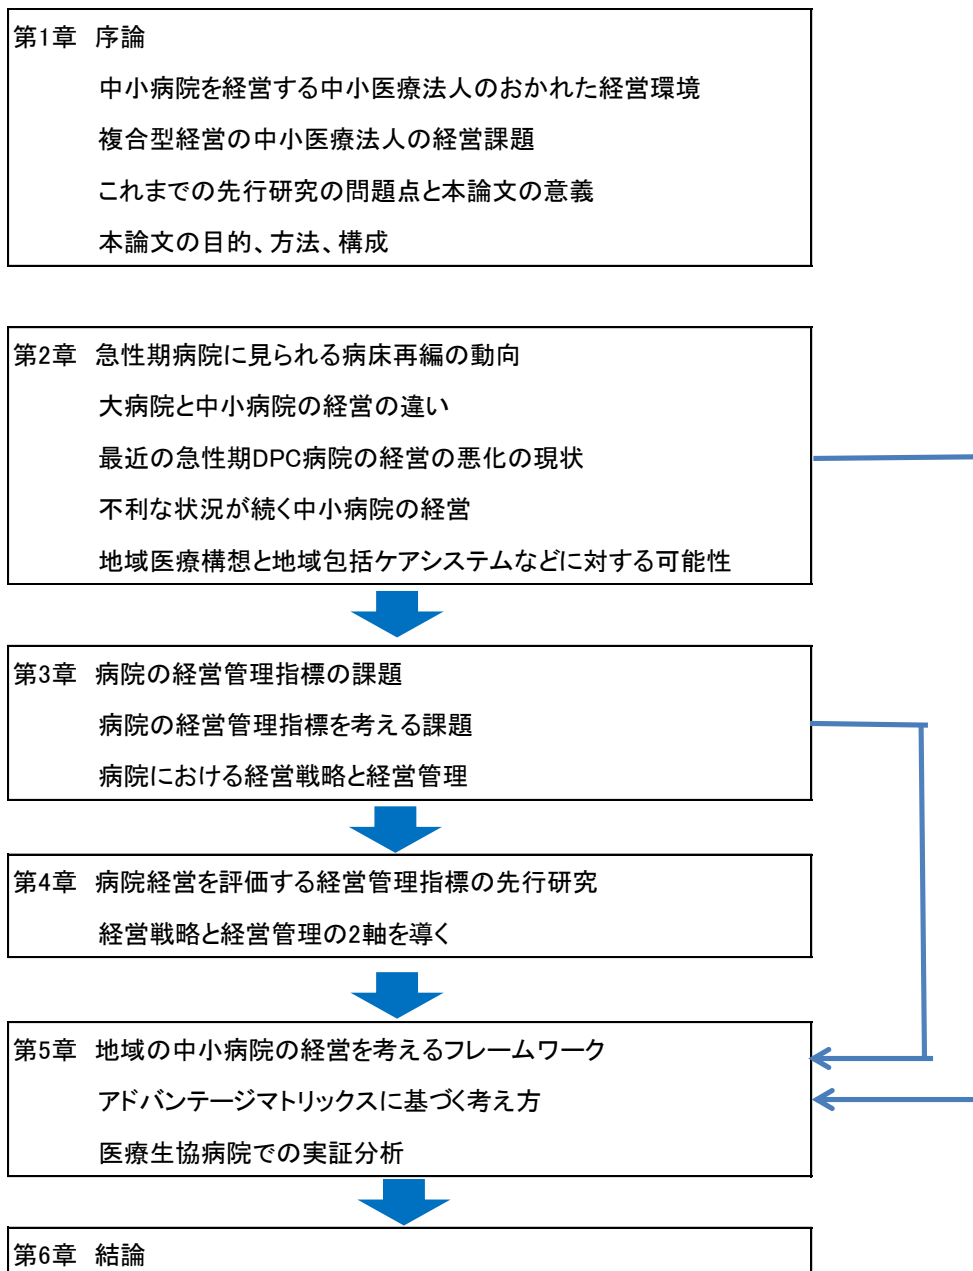 第1章 序論
中小病院を経営する中小医療法人のおかれた経営環境
複合型経営の中小医療法人の経営課題
これまでの先行研究の問題点と本論文の意義
本論文の目的、方法、構成
第2章 急性期病院に見られる病床再編の動向
大病院と中小病院の経営の違い
最近の急性期DPC病院の経営の悪化の現状
不利な状況が続く中小病院の経営
地域医療構想と地域包括ケアシステムなどに対する可能性
第3章 病院の経営管理指標の課題
病院の経営管理指標を考える課題
病院における経営戦略と経営管理
第4章 病院経営を評価する経営管理指標の先行研究
経営戦略と経営管理の2軸を導く
第5章 地域の中小病院の経営を考えるフレームワーク
アドバンテージマトリックスに基づく考え方
医療生協病院での実証分析
第6章 結論